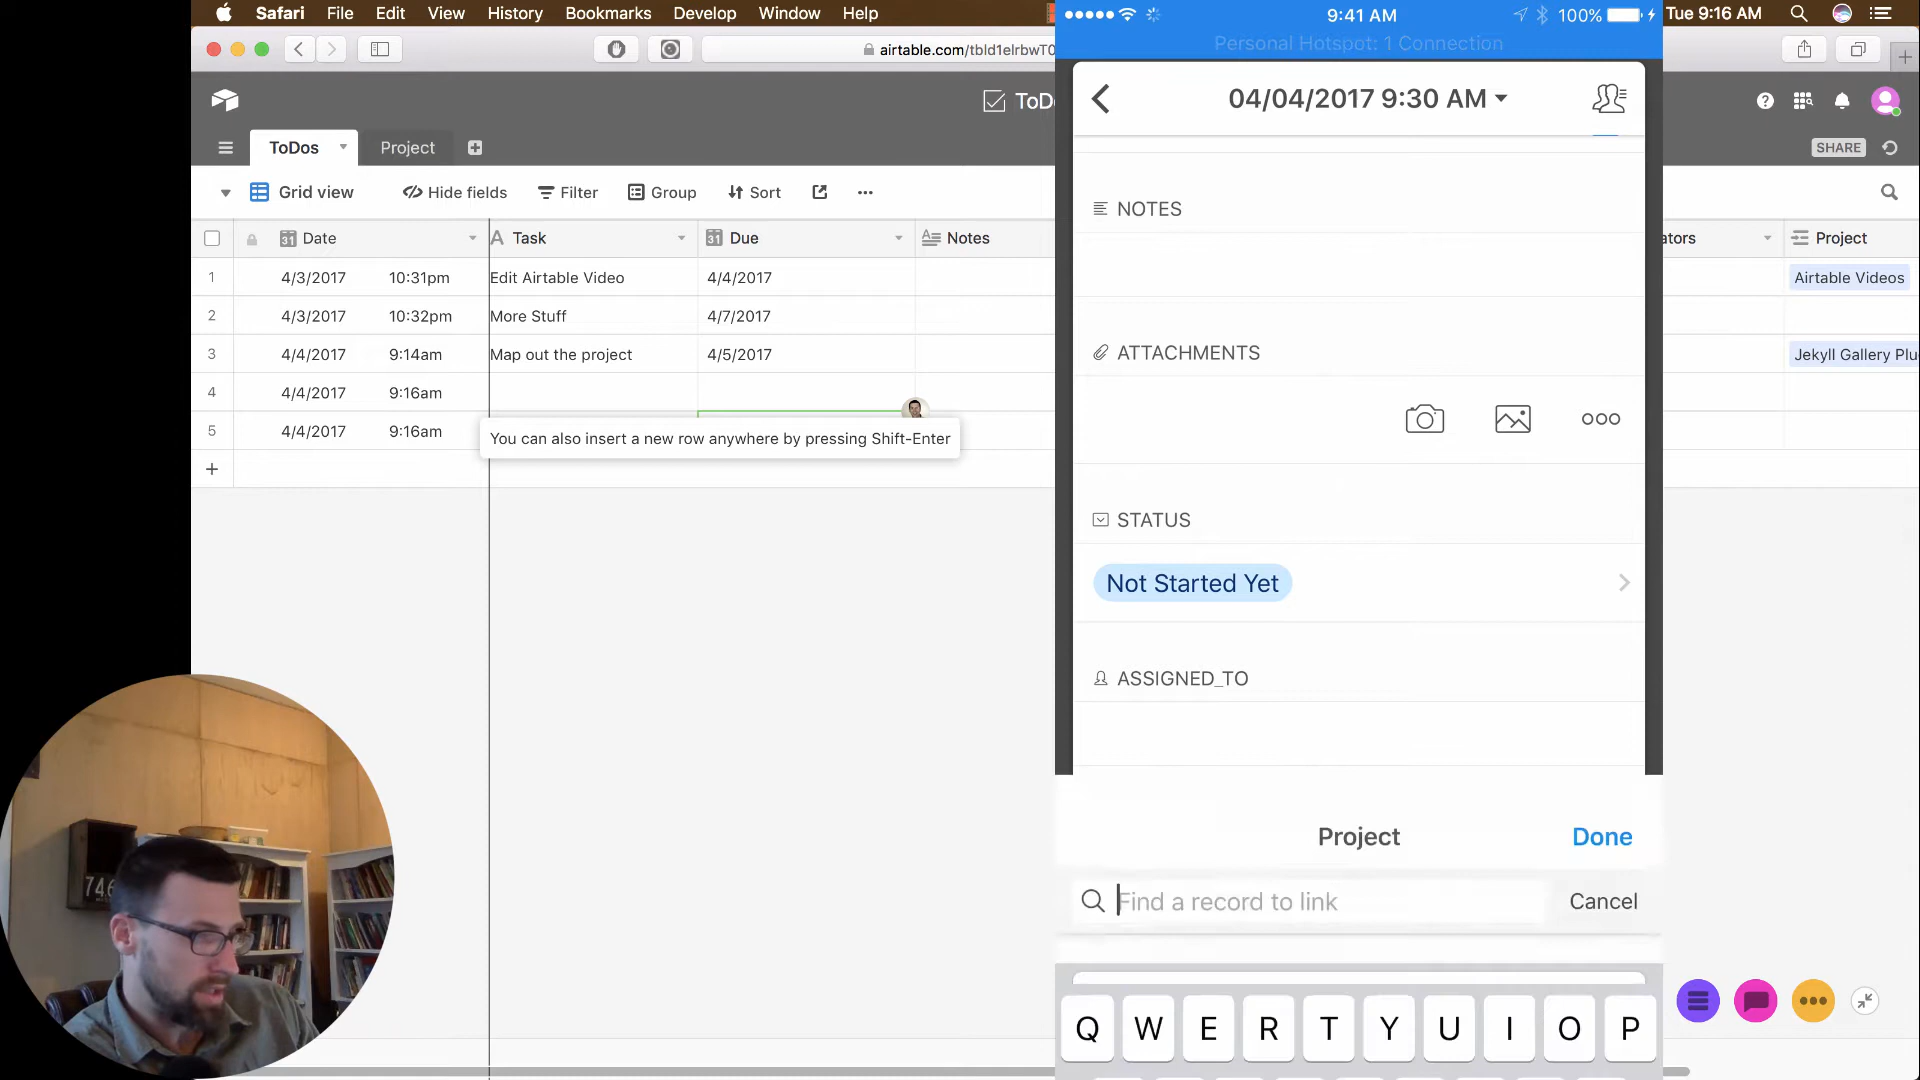 Safari File Edit View History Bookmarks Develop Window Help
Tue 9:16 AM
airtable.com/tbld1elrbwT0
ToDo
ToDos
Project
SHARE
Grid view
Hide fields
Filter
Group
Sort
Date Task Due Notes
ators Project
1 4/3/2017 10:31pm Edit Airtable Video 4/4/2017 Airtable Videos
2 4/3/2017 10:32pm More Stuff 4/7/2017
3 4/4/2017 9:14am Map out the project 4/5/2017 Jekyll Gallery Plu
4 4/4/2017 9:16am
5 4/4/2017 9:16am
You can also insert a new row anywhere by pressing Shift-Enter
9:41 AM 100%
Personal Hotspot: 1 Connection
04/04/2017 9:30 AM
NOTES
ATTACHMENTS
STATUS
Not Started Yet
ASSIGNED_TO
Project Done
Find a record to link Cancel
Q W E R T Y U I O P
74.6